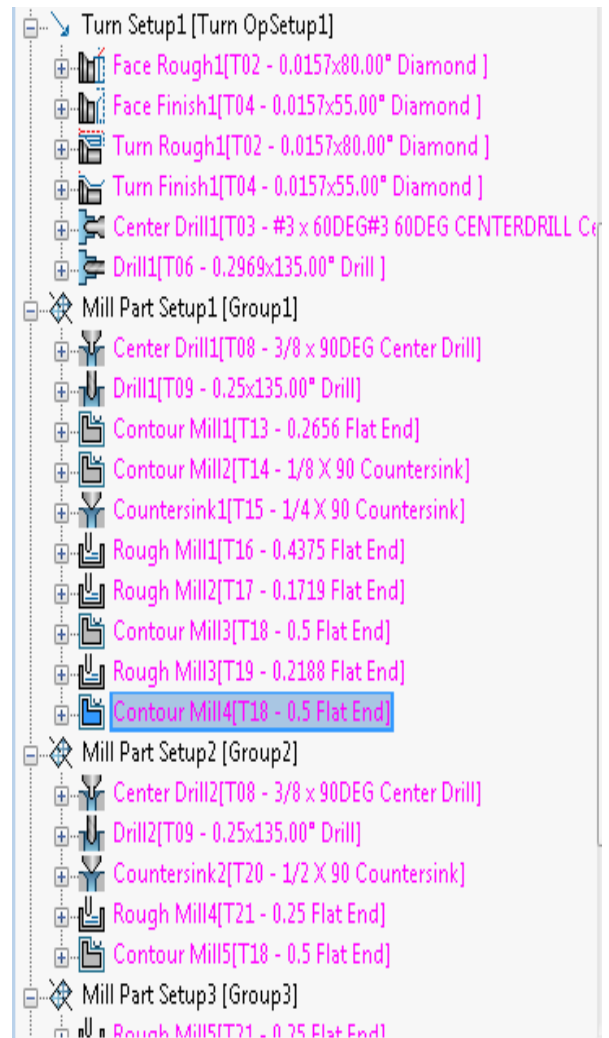 Turn Setup1 [Turn OpSetup1]
Face Rough1[T02 - 0.0157x80.00° Diamond ]
Face Finish1[T04 - 0.0157x55.00° Diamond ]
Turn Rough1[T02 - 0.0157x80.00° Diamond ]
Turn Finish1[T04 - 0.0157x55.00° Diamond ]
Center Drill1[T03 - #3 x 60DEG#3 60DEG CENTERDRILL
Drill1[T06 - 0.2969x135.00° Drill ]
Mill Part Setup1 [Group1]
Center Drill1[T08 - 3/8 x 90DEG Center Drill]
Drill1[T09 - 0.25x135.00° Drill]
Contour Mill1[T13 - 0.2656 Flat End]
Contour Mill2[T14 - 1/8 X 90 Countersink]
Countersink1[T15 - 1/4 X 90 Countersink]
Rough Mill1[T16 - 0.4375 Flat End]
Rough Mill2[T17 - 0.1719 Flat End]
Contour Mill3[T18 - 0.5 Flat End]
Rough Mill3[T19 - 0.2188 Flat End]
Contour Mill4[T18 - 0.5 Flat End]
Mill Part Setup2 [Group2]
Center Drill2[T08 - 3/8 x 90DEG Center Drill]
Drill2[T09 - 0.25x135.00° Drill]
Countersink2[T20 - 1/2 X 90 Countersink]
Rough Mill4[T21 - 0.25 Flat End]
Contour Mill5[T18 - 0.5 Flat End]
Mill Part Setup3 [Group3]
Rough Mill5[T21 - 0.25 Flat End]